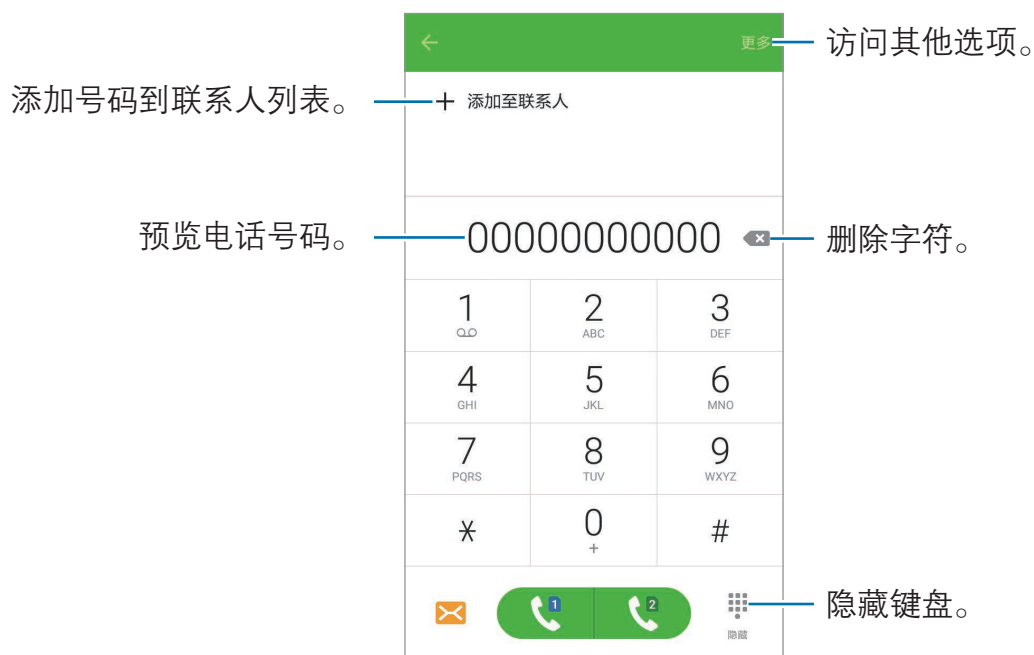 更多
访问其他选项。
添加号码到联系人列表。
添加至联系人
预览电话号码。
00000000000
删除字符。
1 2 3
ABC DEF
4 5 6
GHI JKL MNO
7 8 9
PQRS TUV WXYZ
* 0 #
+
1 2
隐藏键盘。
隐藏